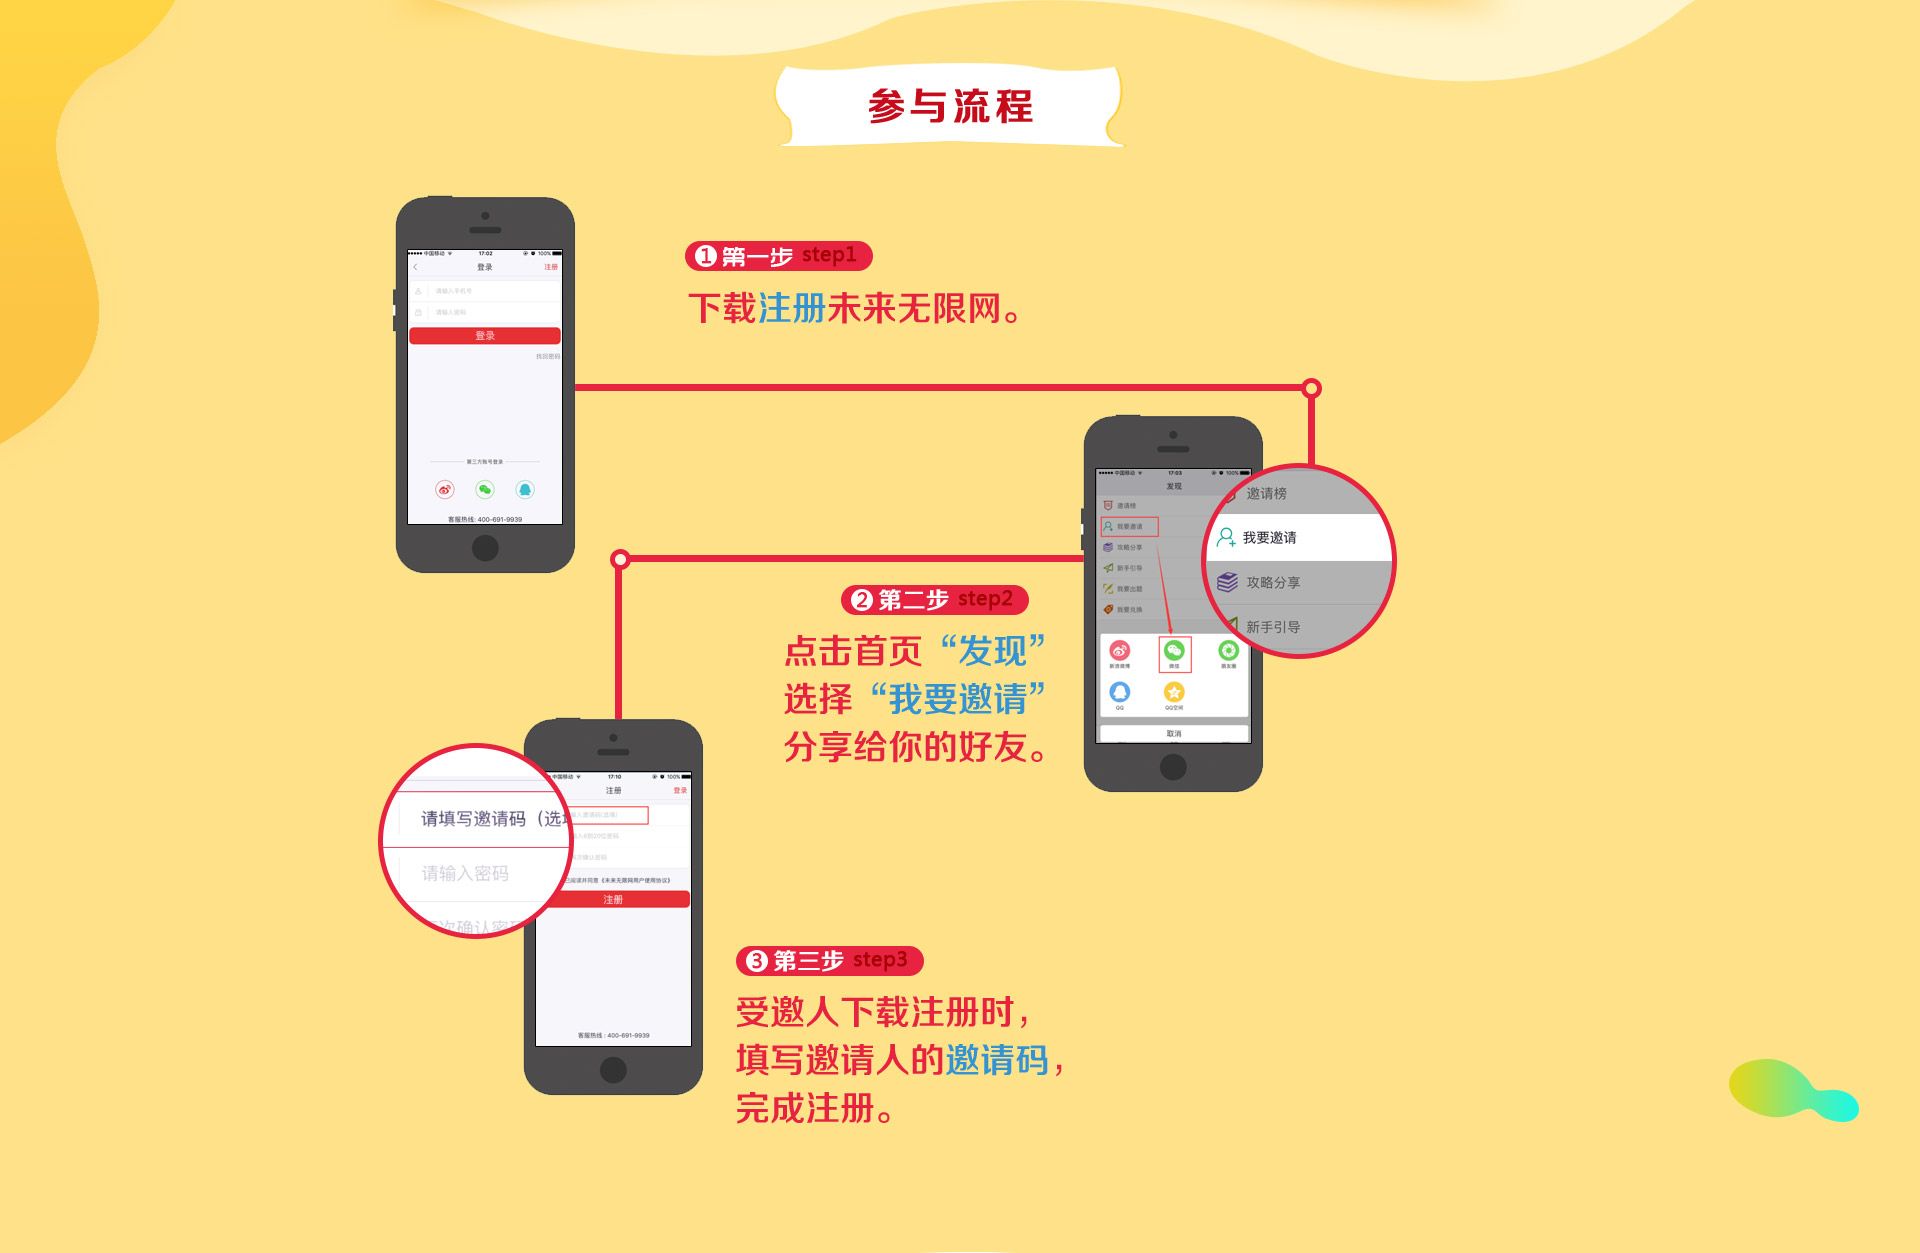 参与流程
中国移动 17:02 100%
登录 注册
请输入手机号
请输入密码
登录
找回密码
第三方账号登录
客服热线: 400-691-9939
1 第一步 step1
下载注册未来无限网。
中国移动 17:03 100%
发现
邀请榜
我要邀请
攻略分享
新手引导
我要出题
我要兑换
新浪微博 微信 朋友圈
QQ QQ空间
取消
邀请榜
我要邀请
攻略分享
新手引导
2 第二步 step2
点击首页“发现”
选择“我要邀请”
分享给你的好友。
中国移动 17:10 100%
注册 登录
输入邀请码(选填)
输入6到20位密码
再次确认密码
已阅读并同意《未来无限网用户使用协议》
注册
客服热线: 400-691-9939
请填写邀请码（选填
请输入密码
次确认密码
3 第三步 step3
受邀人下载注册时,
填写邀请人的邀请码,
完成注册。